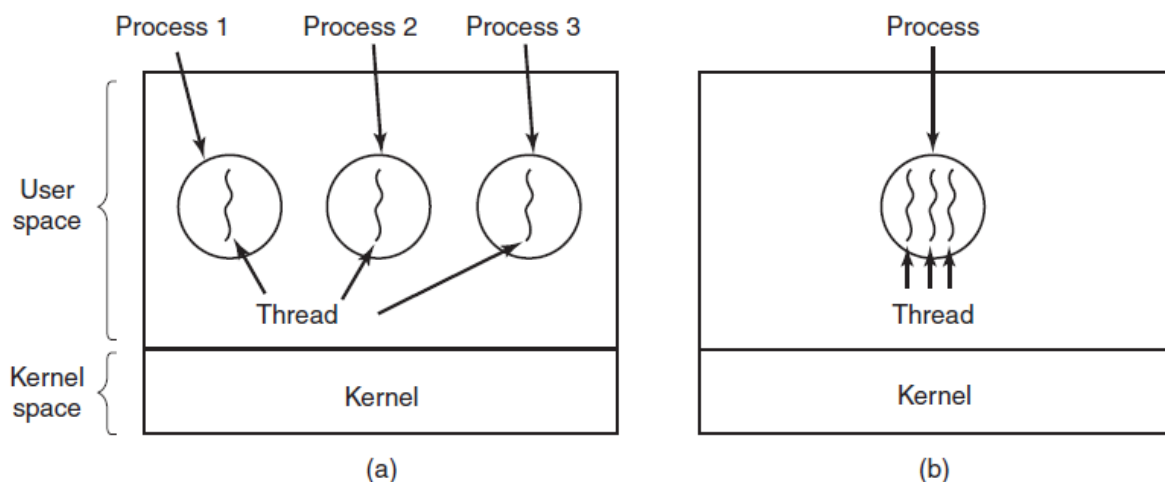 Process 1 Process 2 Process 3 Process
User
space
Thread Thread
Kernel
space
Kernel Kernel
(a) (b)